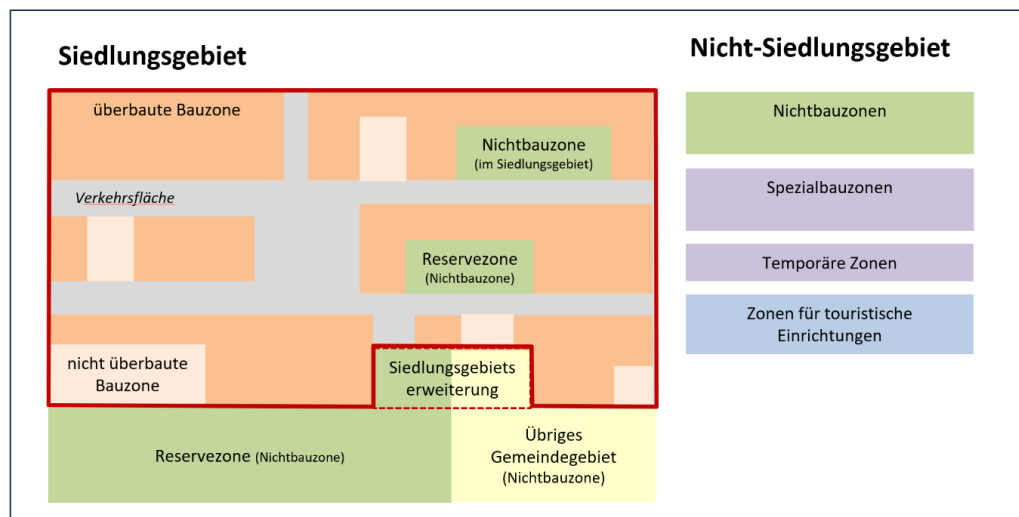 Siedlungsgebiet
überbaute Bauzone
Nichtbauzone
(im Siedlungsgebiet)
Verkehrsfläche
Reservezone
(Nichtbauzone)
nicht überbaute
Bauzone
Siedlungsgebiets
erweiterung
Reservezone (Nichtbauzone)
Übriges
Gemeindegebiet
(Nichtbauzone)
Nicht-Siedlungsgebiet
Nichtbauzonen
Spezialbauzonen
Temporäre Zonen
Zonen für touristische
Einrichtungen